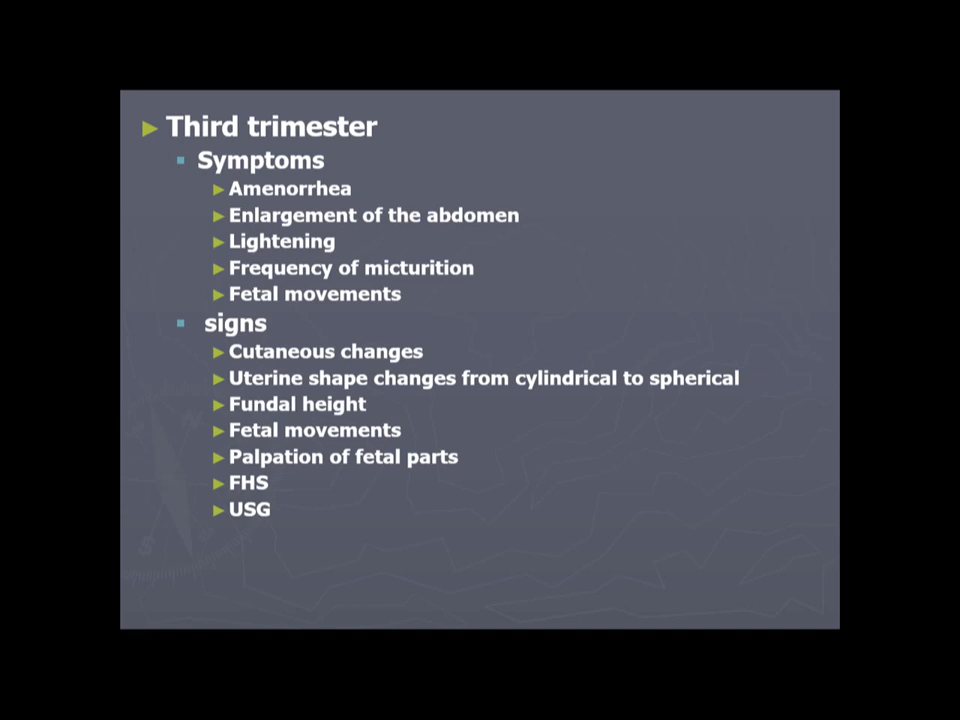 Third trimester
Symptoms
Amenorrhea
Enlargement of the abdomen
Lightening
Frequency of micturition
Fetal movements
signs
Cutaneous changes
Uterine shape changes from cylindrical to spherical
Fundal height
Fetal movements
Palpation of fetal parts
FHS
USG